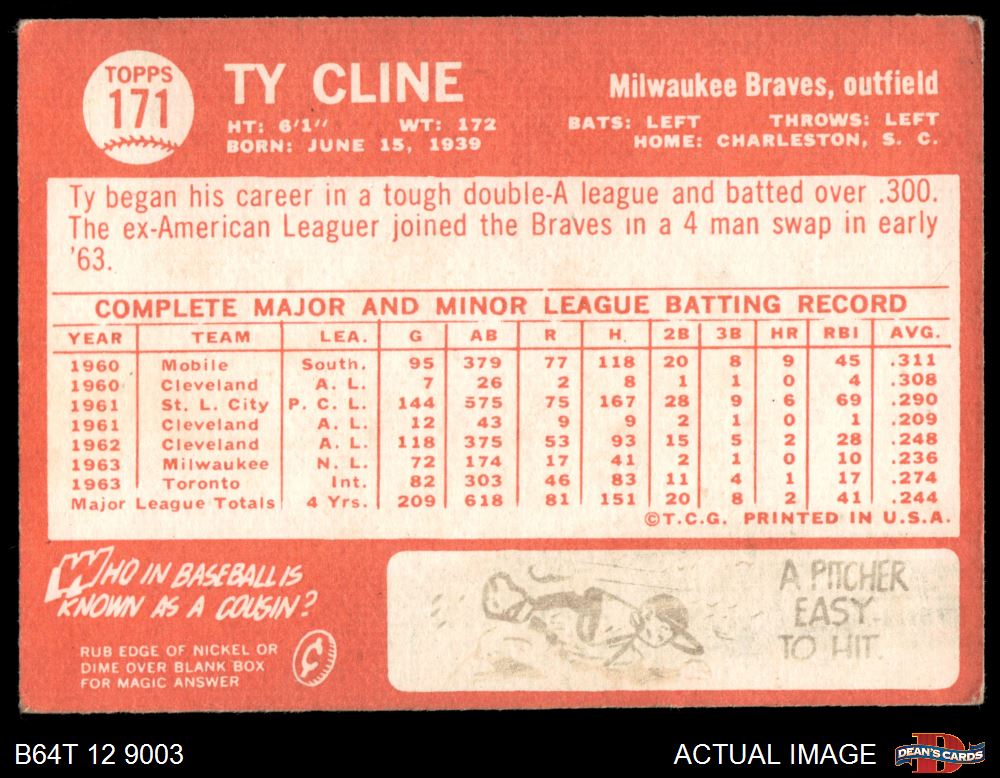 TOPPS
171
TY CLINE
HT: 6'1" WT: 172
BORN: JUNE 15, 1939
Milwaukee Braves, outfield
BATS: LEFT THROWS: LEFT
HOME: CHARLESTON, S. C.
Ty began his career in a tough double-A league and batted over .300.
The ex-American Leaguer joined the Braves in a 4 man swap in early
'63.
COMPLETE MAJOR AND MINOR LEAGUE BATTING RECORD
YEAR TEAM LEA. G AB R H. 2B 3B HR RBI AVG.
1960 Mobile South. 95 379 77 118 20 8 9 45 .311
1960 Cleveland A. L. 7 26 2 8 1 1 0 4 .308
1961 St. L. City P. C. L. 144 575 75 167 28 9 6 69 .290
1961 Cleveland A. L. 12 43 9 9 2 1 0 1 .209
1962 Cleveland A. L. 118 375 53 93 15 5 2 28 .248
1963 Milwaukee N. L. 72 174 17 41 2 1 0 10 .236
1963 Toronto Int. 82 303 46 83 11 4 1 17 .274
Major League Totals 4 Yrs. 209 618 81 151 20 8 2 41 .244
©T.C.G. PRINTED IN U.S.A.
WHO IN BASEBALL IS
KNOWN AS A COUSIN?
RUB EDGE OF NICKEL OR
DIME OVER BLANK BOX
FOR MAGIC ANSWER
A PITCHER
EASY
TO HIT.
B64T 12 9003
ACTUAL IMAGE
DEAN'S CARDS